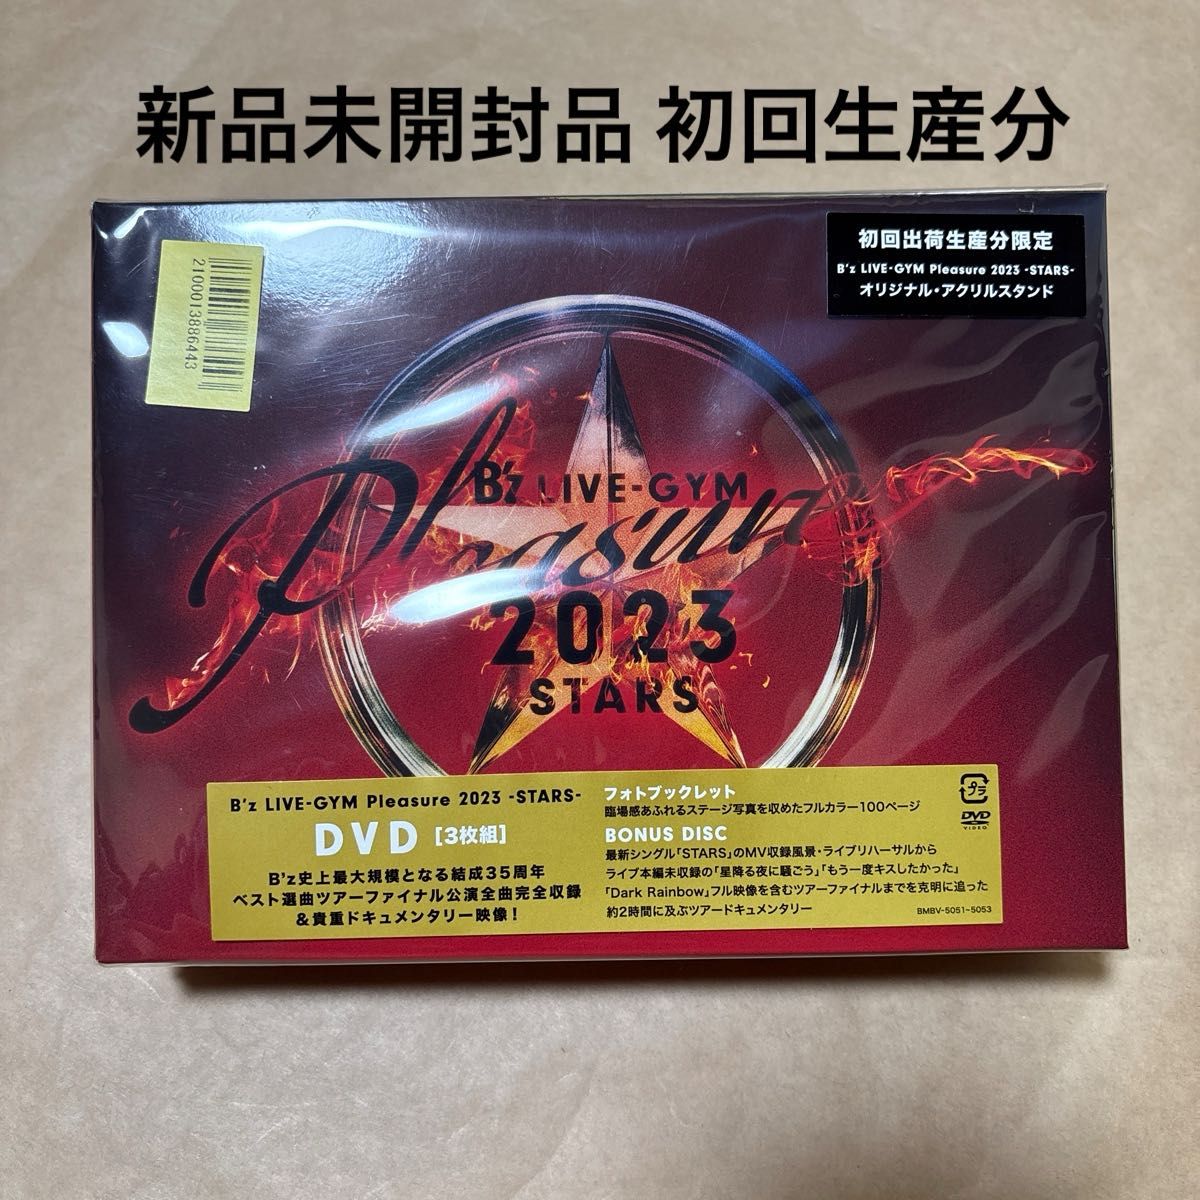 新品未開封品 初回生産分
2100013886443
初回出荷生産分限定
B'z LIVE-GYM Pleasure 2023 -STARS-
オリジナル・アクリルスタンド
B'z LIVE-GYM
Pleasure
2023
STARS
B'z LIVE-GYM Pleasure 2023 -STARS-
DVD [3枚組]
B'z史上最大規模となる結成35周年
ベスト選曲ツアーファイナル公演全曲完全収録
&貴重ドキュメンタリー映像!
フォトブックレット
臨場感あふれるステージ写真を収めたフルカラー100ページ
BONUS DISC
最新シングル「STARS」のMV収録風景・ライブリハーサルから
ライブ本編未収録の「星降る夜に騒ごう」「もう一度キスしたかった」
「Dark Rainbow」フル映像を含むツアーファイナルまでを克明に追った
約2時間に及ぶツアードキュメンタリー
プラ
DVD
VIDEO
BMBV-5051~5053